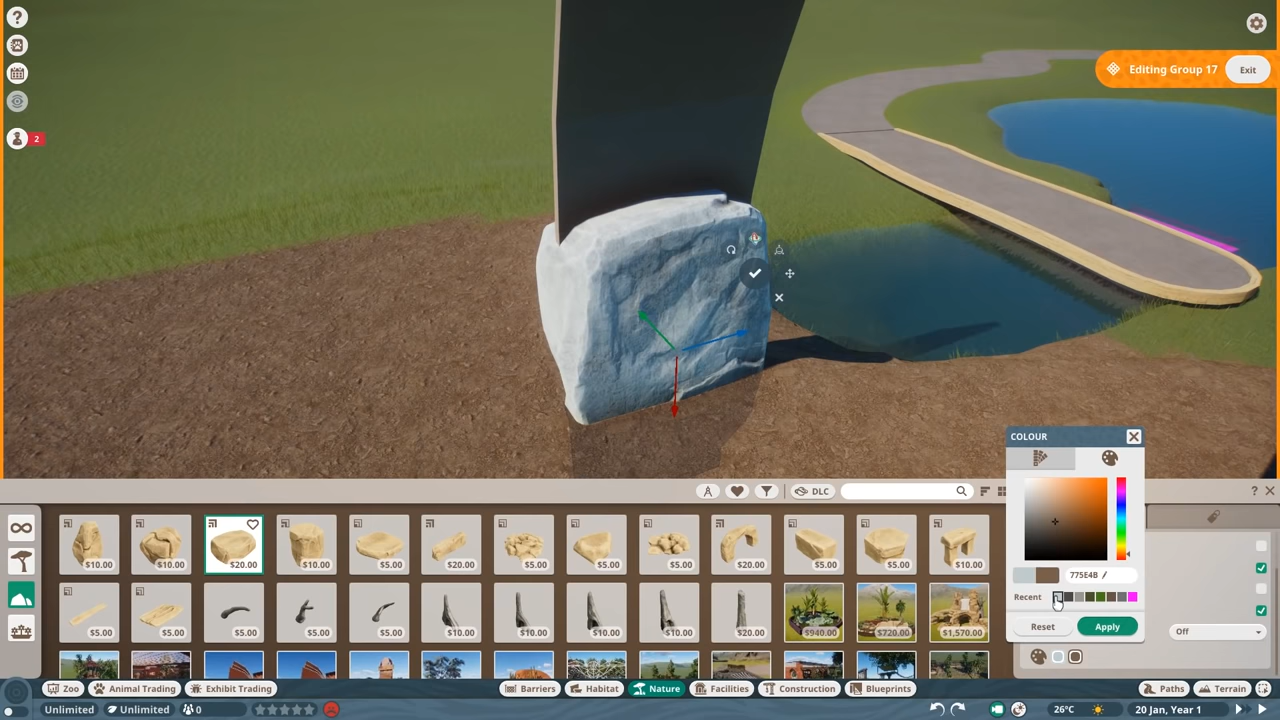 ?
Editing Group 17 Exit
2
DLC
? 
COLOUR
$10.00 $10.00 $20.00 $10.00 $5.00 $20.00 $5.00 $5.00 $5.00 $20.00 $5.00 $5.00 $10.00
775E4B /
Recent
$5.00 $5.00 $5.00 $5.00 $5.00 $10.00 $10.00 $10.00 $10.00 $20.00 $940.00 $720.00 $1,570.00
Reset Apply
Off
Zoo Animal Trading Exhibit Trading Barriers Habitat Nature Facilities Construction Blueprints Paths Terrain
Unlimited Unlimited 0 26°C 20 Jan, Year 1